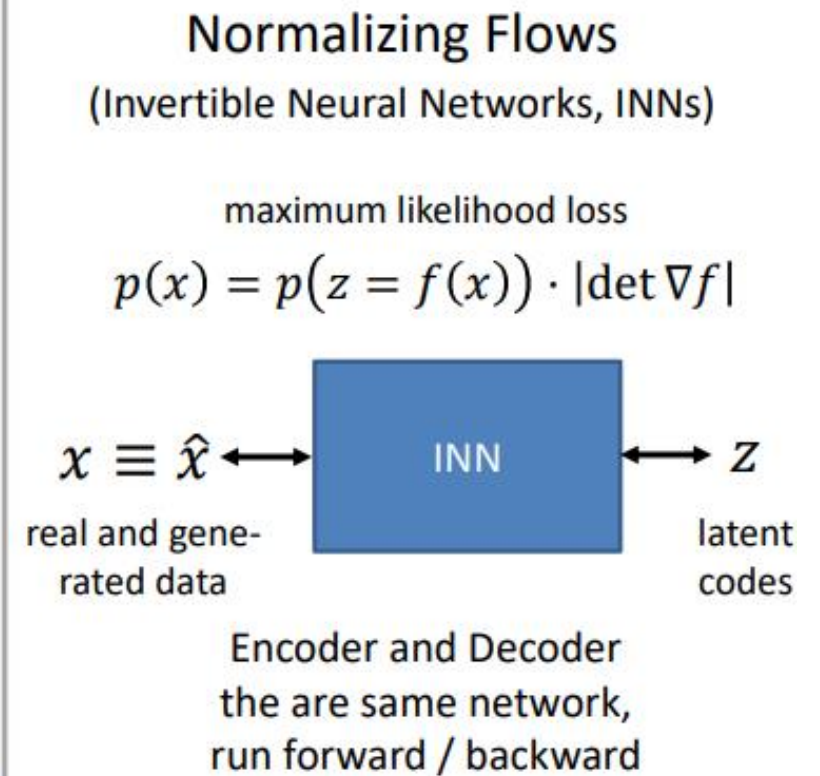 Normalizing Flows
(Invertible Neural Networks, INNs)
maximum likelihood loss
p(x) = p(z = f(x)) · |det ∇f|
x ≡ x̂
INN
z
real and gene-
rated data
latent
codes
Encoder and Decoder
the are same network,
run forward / backward